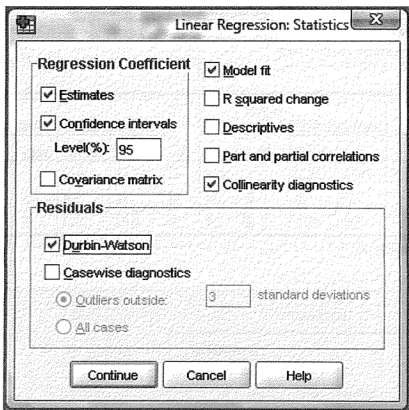 Linear Regression: Statistics
Regression Coefficient
Estimates
Confidence intervals
Level(%): 95
Covariance matrix
Model fit
R squared change
Descriptives
Part and partial correlations
Collinearity diagnostics
Residuals
Durbin-Watson
Casewise diagnostics
Outliers outside: 3 standard deviations
All cases
Continue Cancel Help